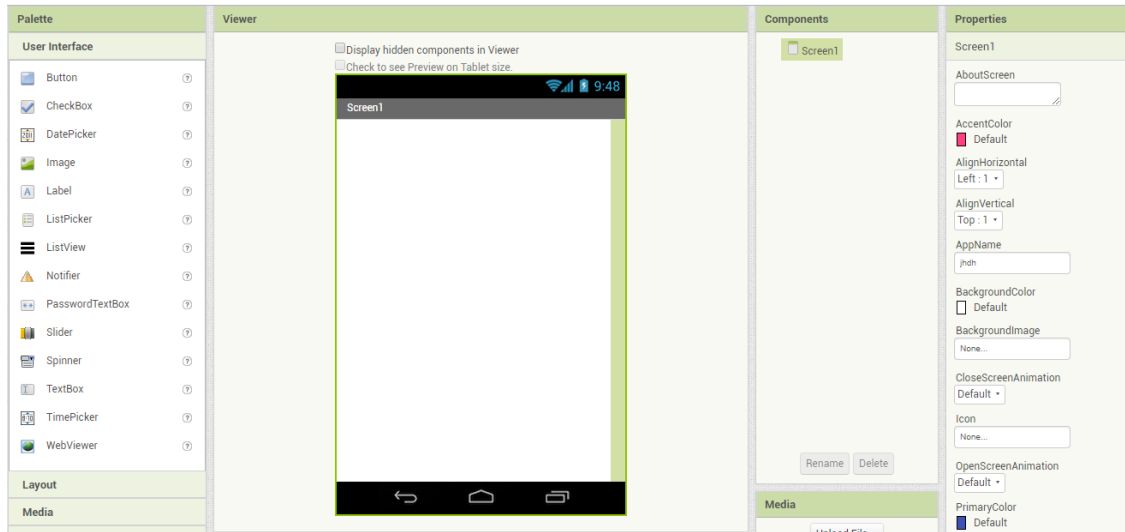 Palette
User Interface
Button
CheckBox
DatePicker
Image
Label
ListPicker
ListView
Notifier
PasswordTextBox
Slider
Spinner
TextBox
TimePicker
WebViewer
Layout
Media
Viewer
Display hidden components in Viewer
Check to see Preview on Tablet size.
9:48
Screen1
Components
Screen1
Rename Delete
Media
Upload File
Properties
Screen1
AboutScreen
AccentColor
Default
AlignHorizontal
Left : 1
AlignVertical
Top : 1
AppName
jhdh
BackgroundColor
Default
BackgroundImage
None...
CloseScreenAnimation
Default
Icon
None...
OpenScreenAnimation
Default
PrimaryColor
Default